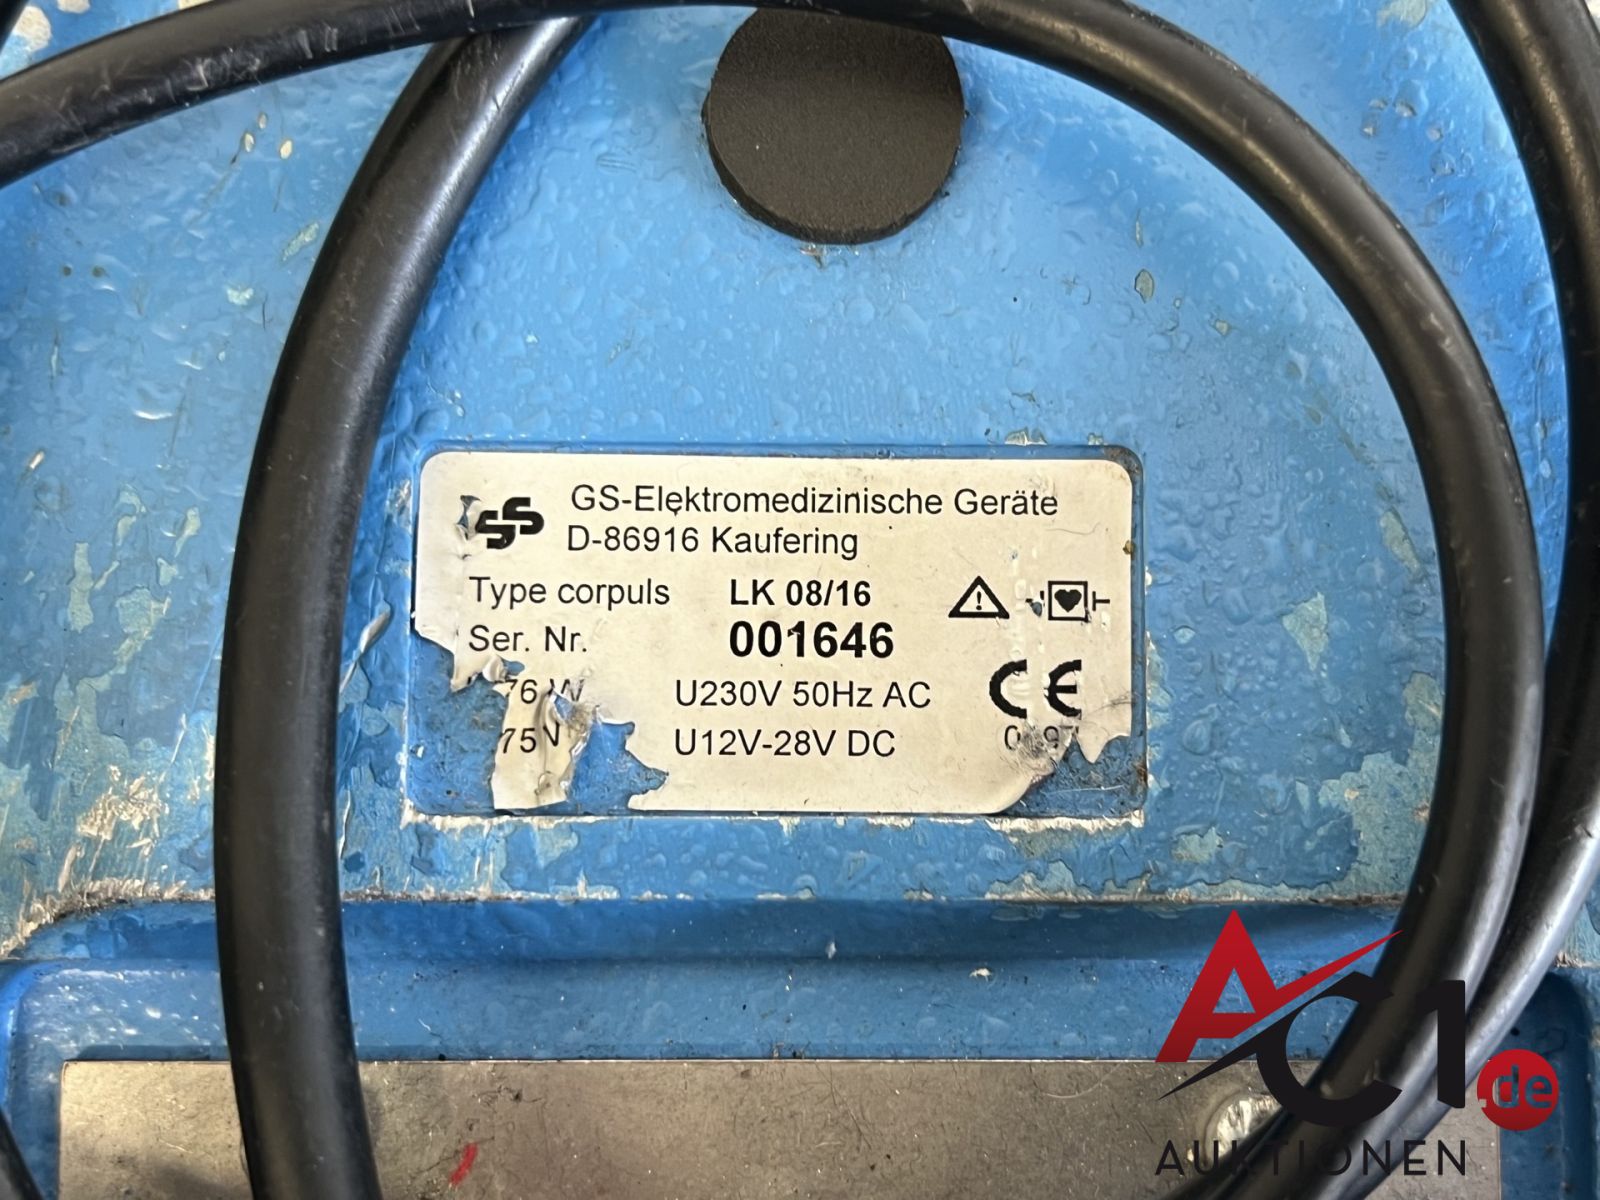 GS-Elektromedizinische Geräte
D-86916 Kaufering
Type corpuls LK 08/16
Ser. Nr. 001646
76 W U230V 50Hz AC
U12V-28V DC
CE
AC1.de
AUKTIONEN